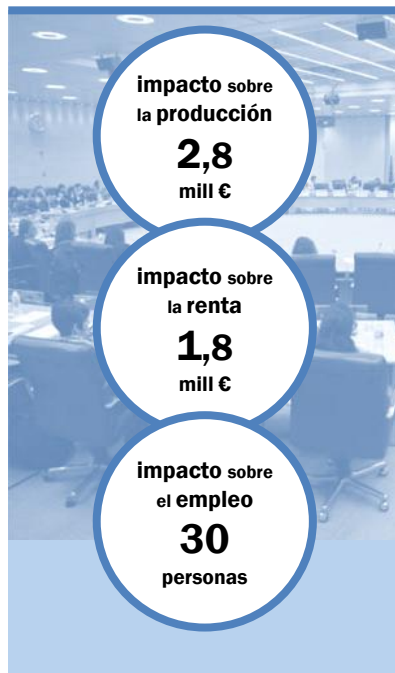 impacto sobre
la producción
2,8
mill €
impacto sobre
la renta
1,8
mill €
impacto sobre
el empleo
30
personas